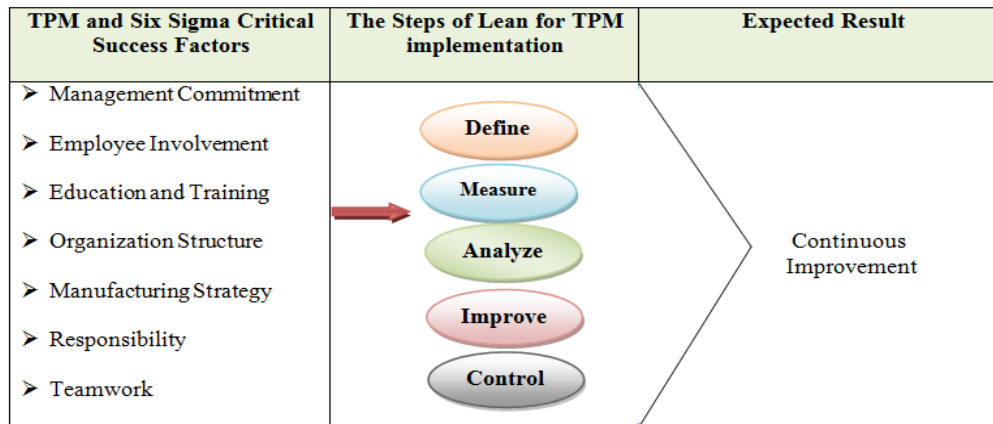 TPM and Six Sigma Critical
Success Factors
The Steps of Lean for TPM
implementation
Expected Result
➤ Management Commitment
➤ Employee Involvement
➤ Education and Training
➤ Organization Structure
➤ Manufacturing Strategy
➤ Responsibility
➤ Teamwork
Define
Measure
Analyze
Improve
Control
Continuous
Improvement